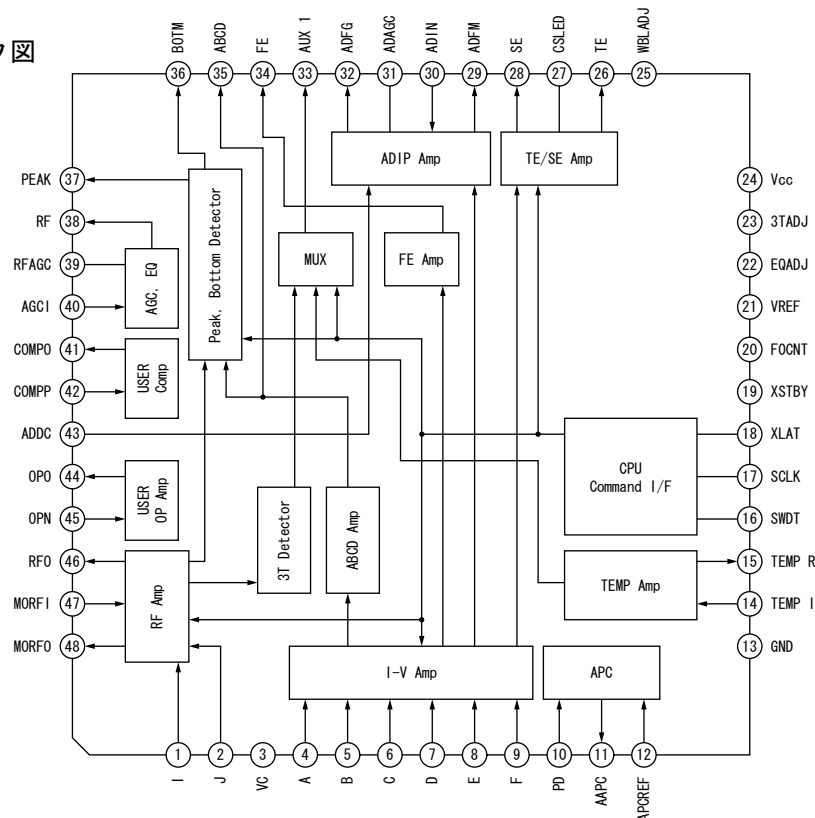 ク図
BOTM
ABCD
FE
AUX 1
ADFG
ADAGC
ADIN
ADFM
SE
CSLED
TE
WBLADJ
36
35
34
33
32
31
30
29
28
27
26
25
PEAK 37
RF 38
RFAGC 39
AGCI 40
COMPO 41
COMPP 42
ADDC 43
OPO 44
OPN 45
RFO 46
MORFI 47
MORFO 48
AGC, EQ
USER
Comp
USER
OP Amp
RF Amp
Peak, Bottom Detector
MUX
FE Amp
ADIP Amp
TE/SE Amp
3T Detector
ABCD Amp
I-V Amp
CPU
Command I/F
TEMP Amp
APC
24 Vcc
23 3TADJ
22 EQADJ
21 VREF
20 FOCNT
19 XSTBY
18 XLAT
17 SCLK
16 SWDT
15 TEMP R
14 TEMP I
13 GND
1
2
3
4
5
6
7
8
9
10
11
12
I
J
VC
A
B
C
D
E
F
PD
AAPC
APCREF